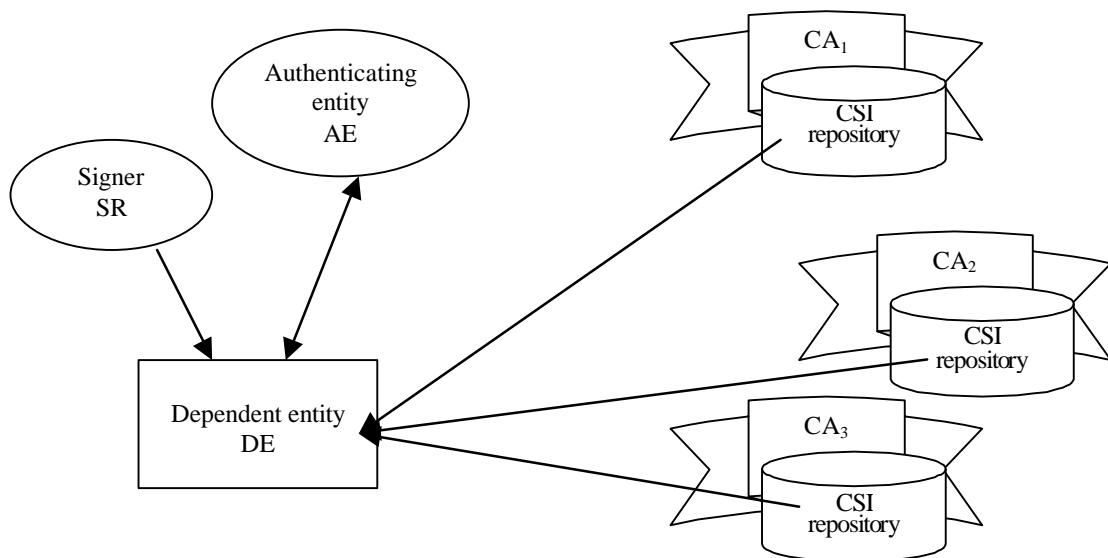 Authenticating
entity
AE
Signer
SR
Dependent entity
DE
CA₁
CSI
repository
CA₂
CSI
repository
CA₃
CSI
repository